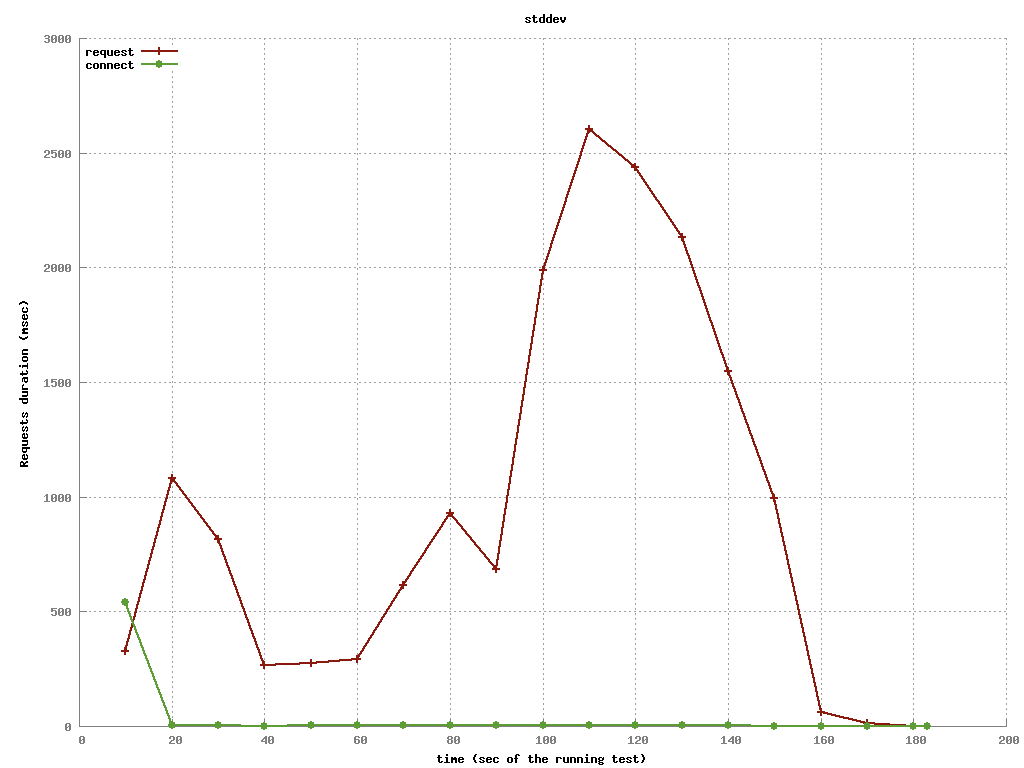 stddev
request
connect
3000
2500
2000
1500
1000
500
0
0 20 40 60 80 100 120 140 160 180 200
Requests duration (msec)
time (sec of the running test)